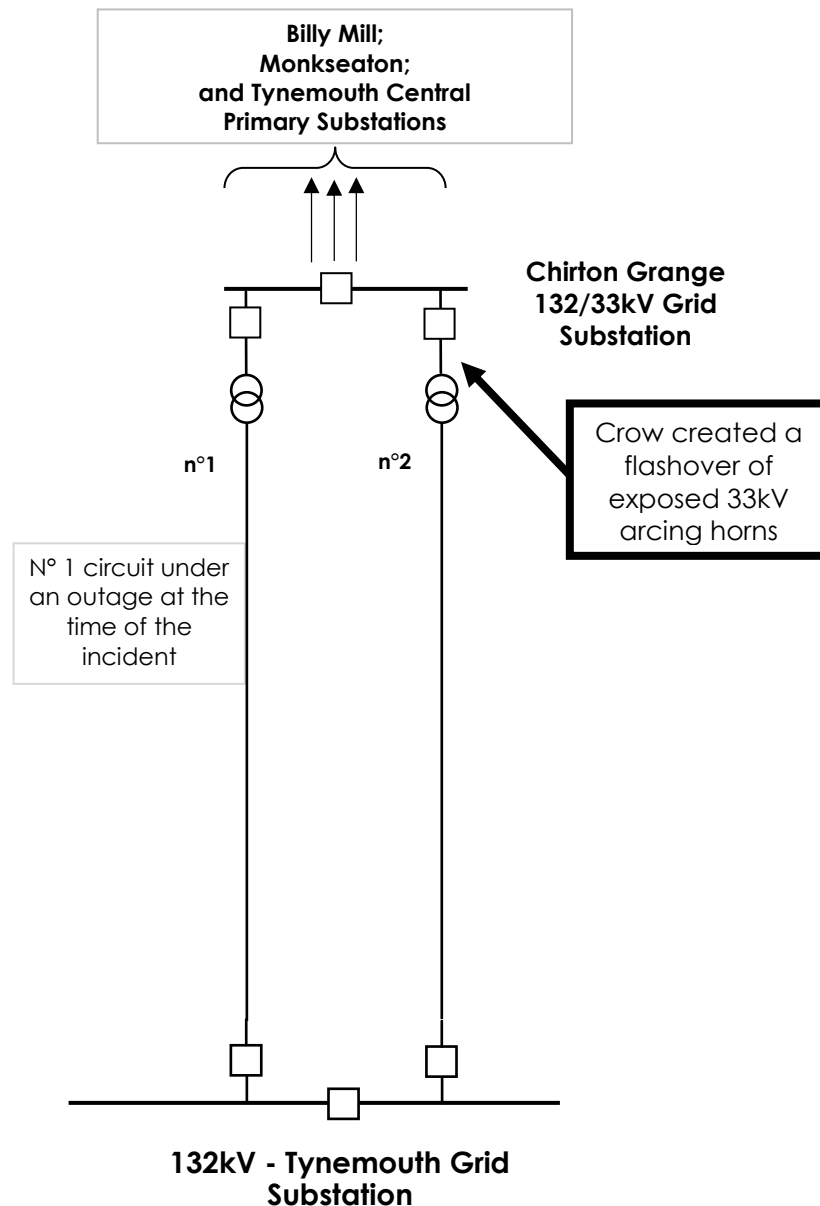 Billy Mill;
Monkseaton;
and Tynemouth Central
Primary Substations
Chirton Grange
132/33kV Grid
Substation
Crow created a
flashover of
exposed 33kV
arcing horns
n°1
n°2
N° 1 circuit under
an outage at the
time of the
incident
132kV - Tynemouth Grid
Substation